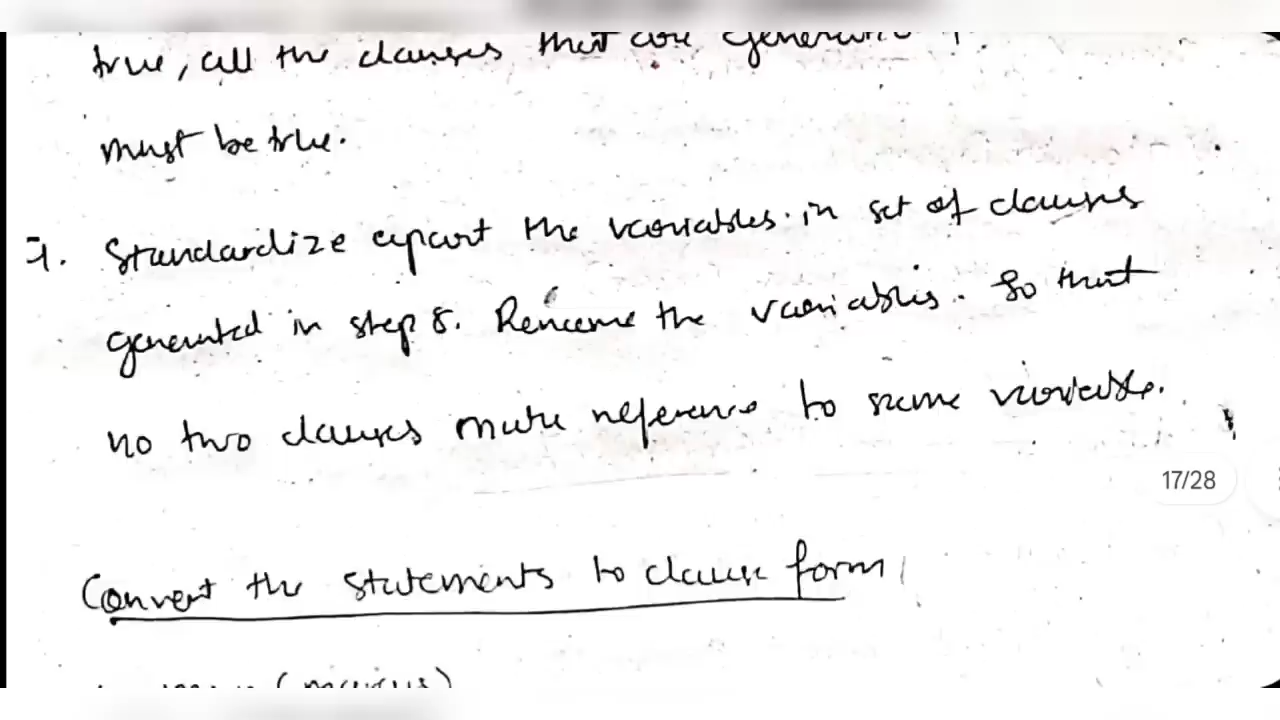 true, all the clauses that are
must be true.
9. Standardize apart the variables in set of clauses
generated in step 8. Rename the variables. So that
no two clauses make reference to same variable.
17/28
Convert the statements to clause form
(marcus)